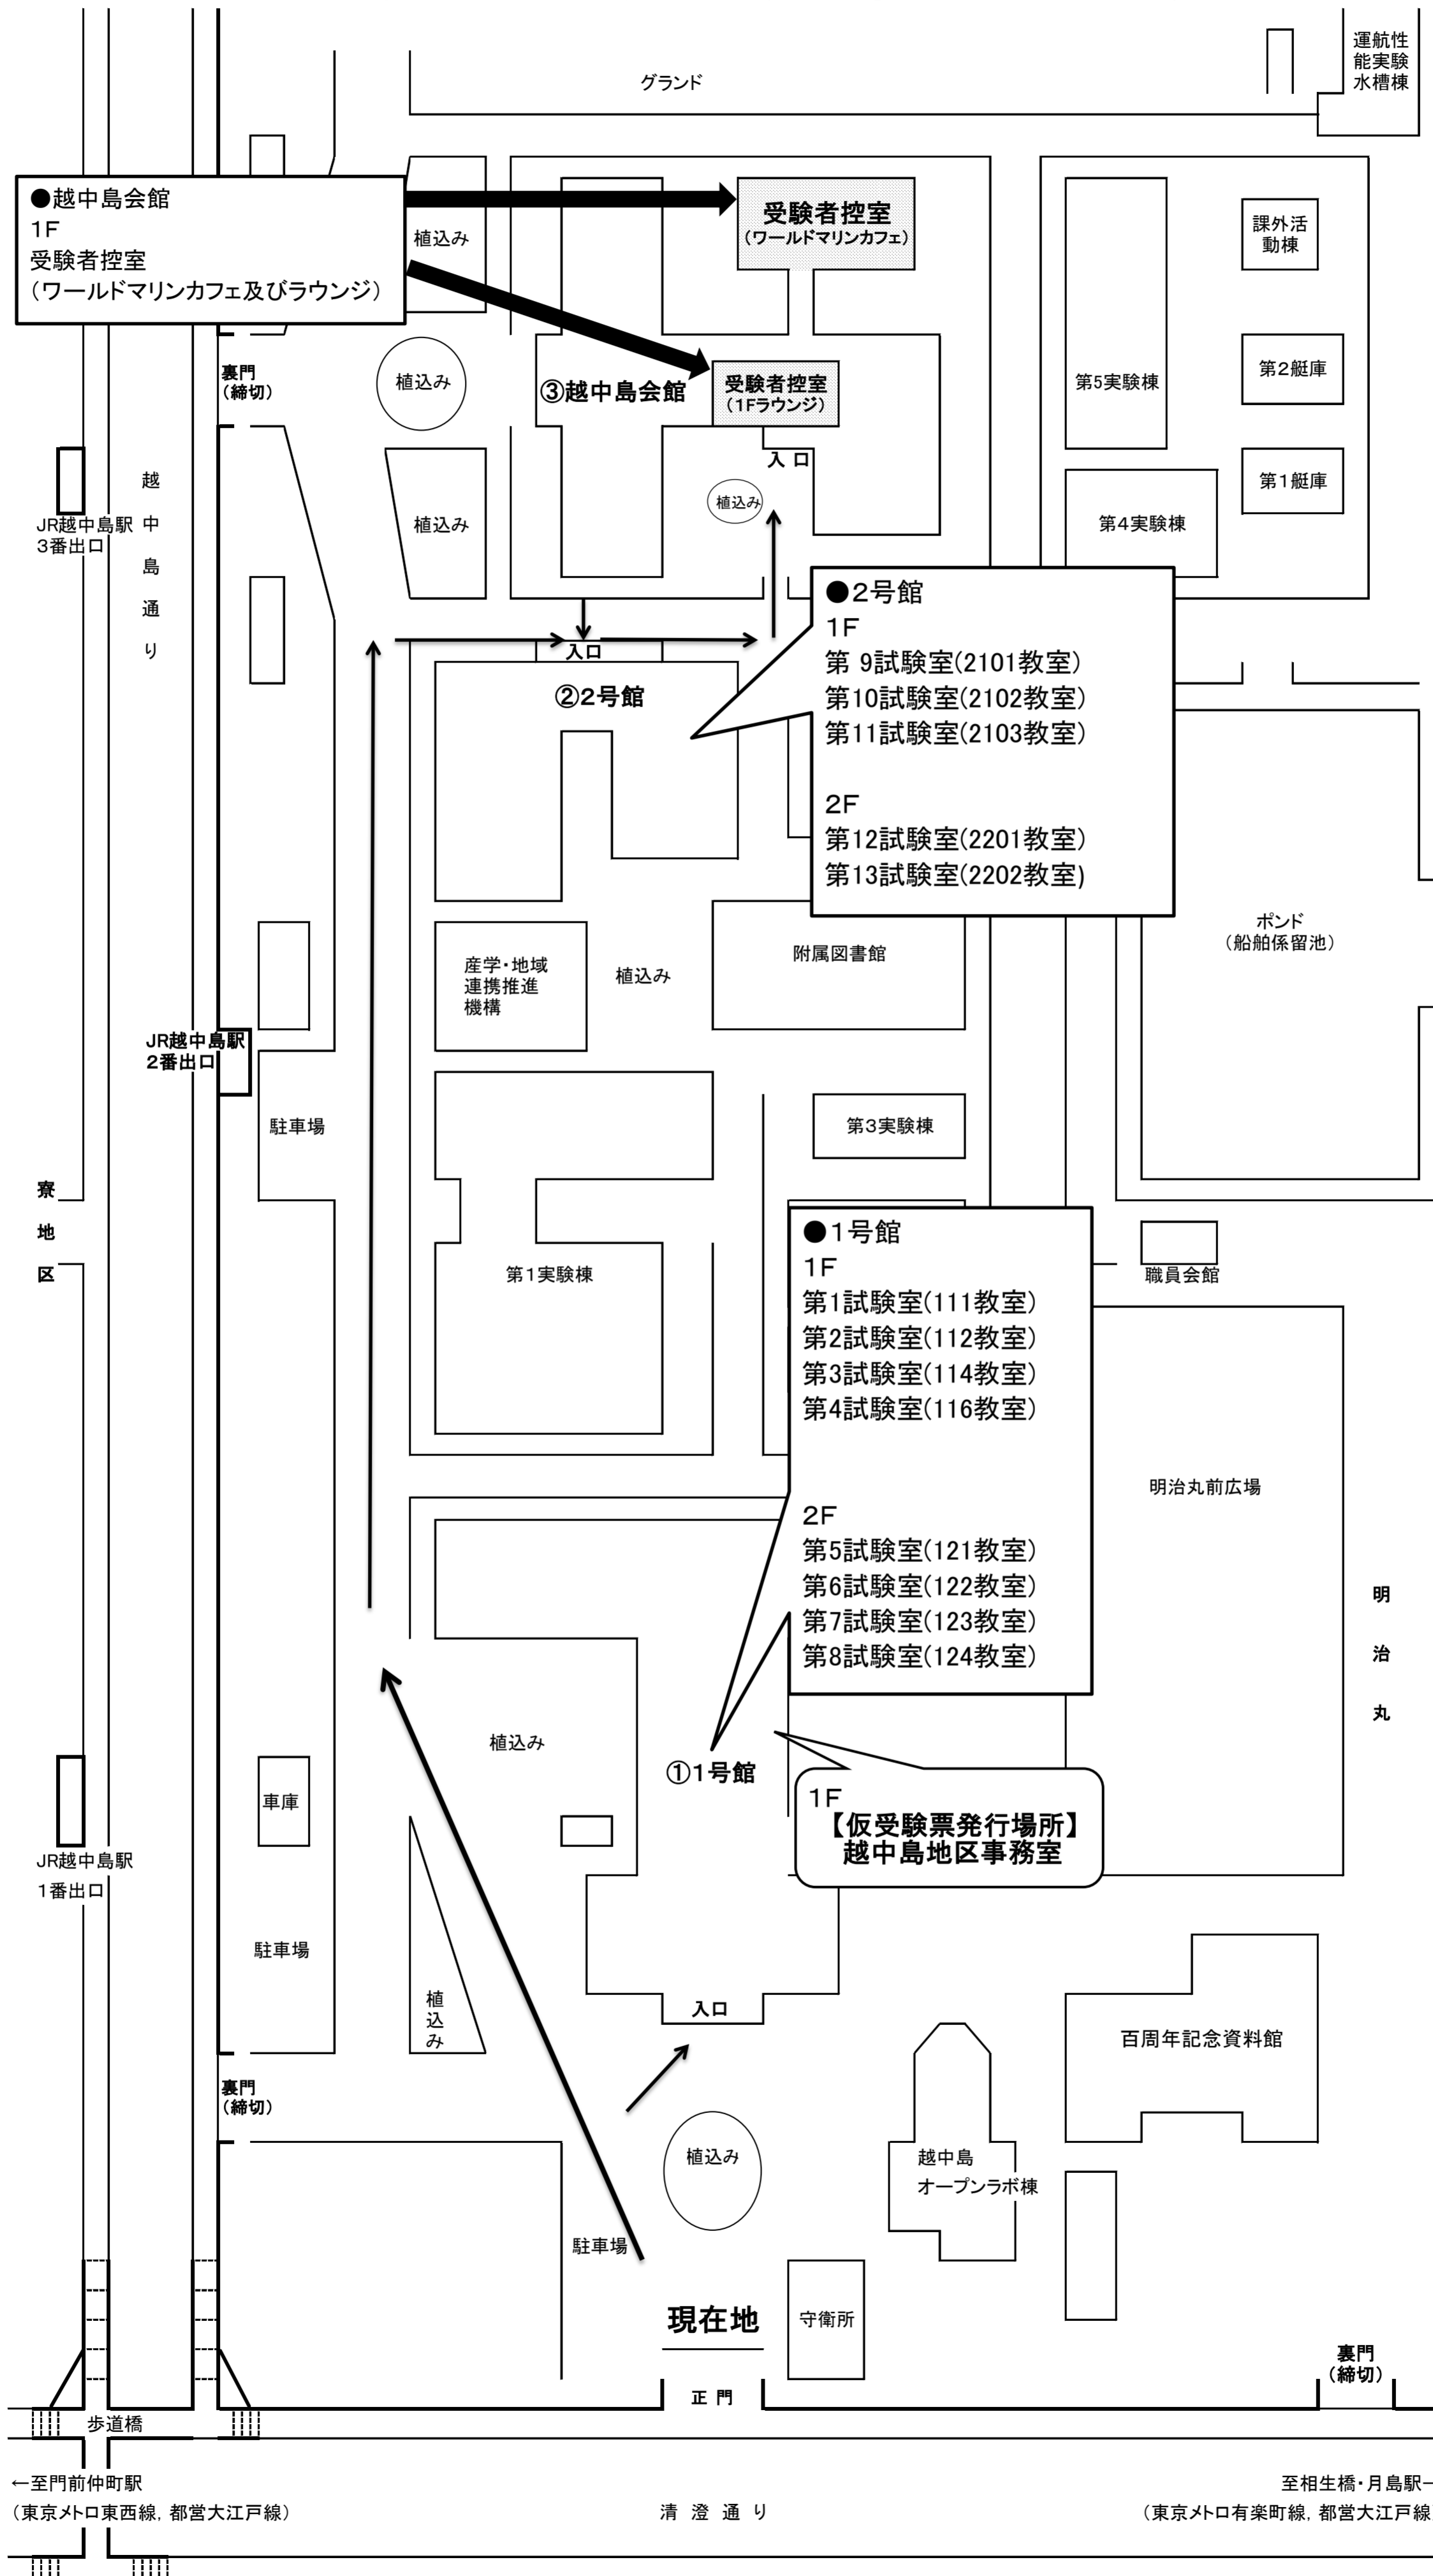 グランド
運航性
能実験
水槽棟
●越中島会館
1F
受験者控室
（ワールドマリンカフェ及びラウンジ）
植込み
受験者控室
（ワールドマリンカフェ）
課外活
動棟
裏門
（締切）
植込み
③越中島会館
受験者控室
（1Fラウンジ）
第5実験棟
第２艇庫
入 口
植込み
第１艇庫
第４実験棟
植込み
JR越中島駅
３番出口
越中島通り
入口
②２号館
●２号館
1F
第 9試験室(2101教室)
第10試験室(2102教室)
第11試験室(2103教室)
2F
第12試験室(2201教室)
第13試験室(2202教室)
ポンド
（船舶係留池）
産学・地域
連携推進
機構
植込み
附属図書館
JR越中島駅
２番出口
駐車場
第３実験棟
寮地区
第１実験棟
●１号館
1F
第1試験室(111教室)
第2試験室(112教室)
第3試験室(114教室)
第4試験室(116教室)
2F
第5試験室(121教室)
第6試験室(122教室)
第7試験室(123教室)
第8試験室(124教室)
職員会館
明治丸前広場
明治丸
植込み
①１号館
1F
【仮受験票発行場所】
越中島地区事務室
車庫
JR越中島駅
１番出口
駐車場
植込み
入口
百周年記念資料館
裏門
（締切）
植込み
越中島
オープンラボ棟
駐車場
現在地
守衛所
裏門
（締切）
正 門
歩道橋
←至門前仲町駅
（東京メトロ東西線, 都営大江戸線）
清 澄 通 り
至相生橋・月島駅→
（東京メトロ有楽町線, 都営大江戸線）